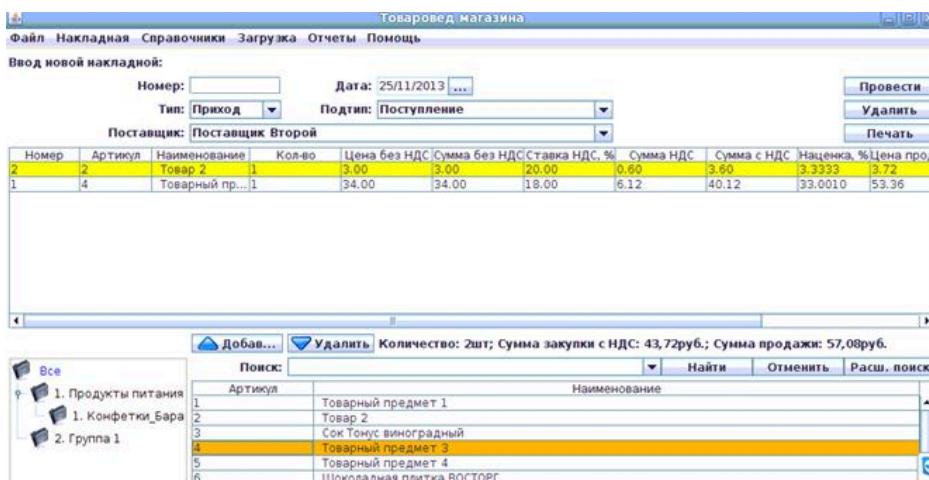 Товаровед магазина
Файл Накладная Справочники Загрузка Отчеты Помощь
Ввод новой накладной:
Номер: Дата: 25/11/2013 ... Провести
Тип: Приход Подтип: Поступление Удалить
Поставщик: Поставщик Второй Печать
Номер Артикул Наименование Кол-во Цена без НДС Сумма без НДС Ставка НДС, % Сумма НДС Сумма с НДС Наценка, % Цена про
2 2 Товар 2 1 3.00 3.00 20.00 0.60 3.60 3.3333 3.72
1 4 Товарный пр... 1 34.00 34.00 18.00 6.12 40.12 33.0010 53.36
Добав... Удалить Количество: 2шт; Сумма закупки с НДС: 43,72руб.; Сумма продажи: 57,08руб.
Все Поиск: Найти Отменить Расш. поиск
Артикул Наименование
1. Продукты питания 1 Товарный предмет 1
1. Конфетки_Бара 2 Товар 2
2. Группа 1 3 Сок Тонус виноградный
4 Товарный предмет 3
5 Товарный предмет 4
6 Шоколадная плитка ВОСТОРГ